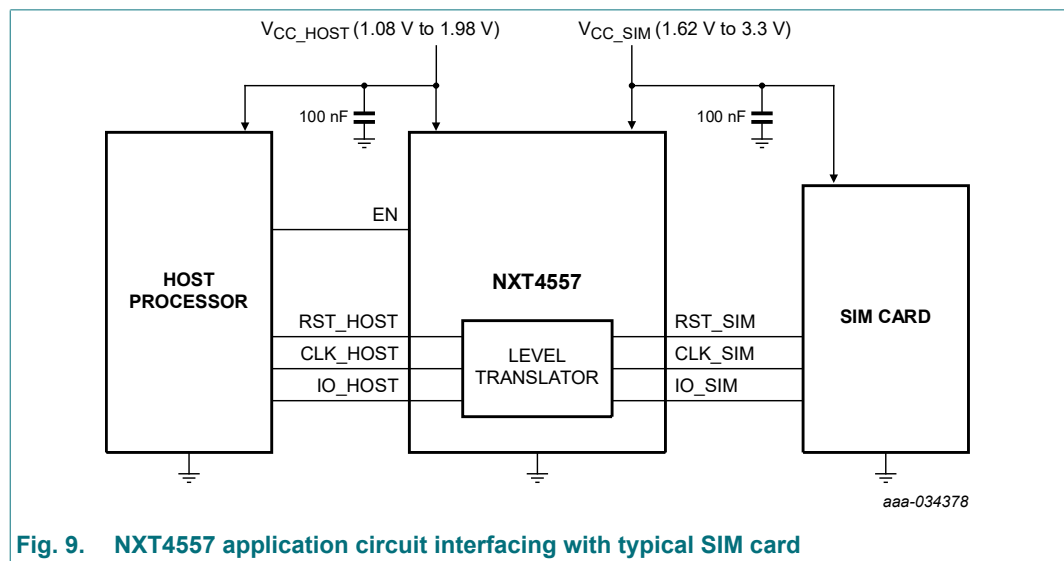 VCC_HOST (1.08 V to 1.98 V)
VCC_SIM (1.62 V to 3.3 V)
100 nF
100 nF
EN
HOST
PROCESSOR
NXT4557
SIM CARD
RST_HOST
RST_SIM
CLK_HOST
LEVEL
TRANSLATOR
CLK_SIM
IO_HOST
IO_SIM
aaa-034378
Fig. 9. NXT4557 application circuit interfacing with typical SIM card